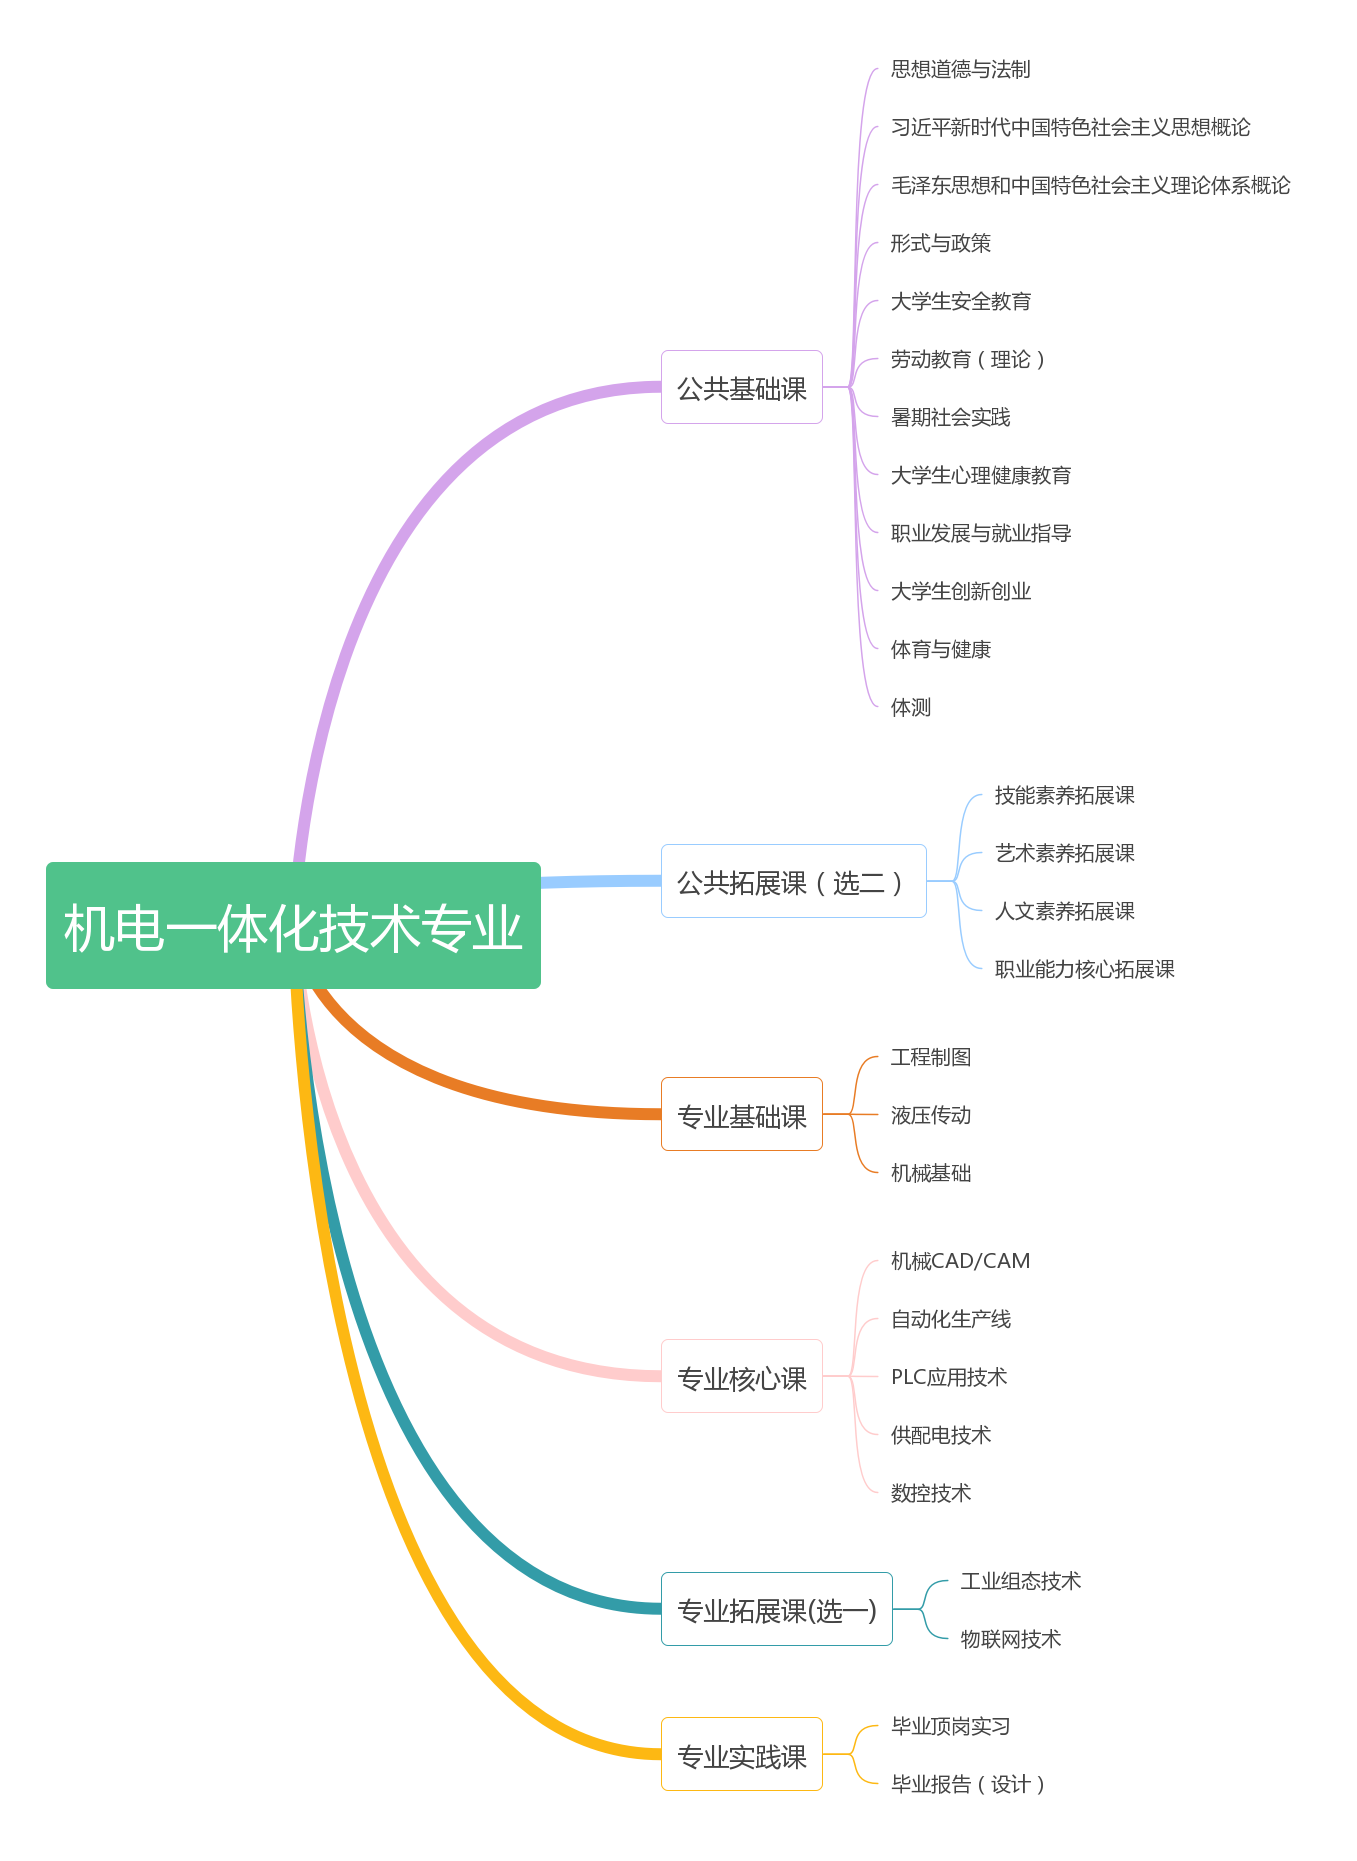 机电一体化技术专业
公共基础课
思想道德与法制
习近平新时代中国特色社会主义思想概论
毛泽东思想和中国特色社会主义理论体系概论
形式与政策
大学生安全教育
劳动教育（理论）
暑期社会实践
大学生心理健康教育
职业发展与就业指导
大学生创新创业
体育与健康
体测
公共拓展课（选二）
技能素养拓展课
艺术素养拓展课
人文素养拓展课
职业能力核心拓展课
专业基础课
工程制图
液压传动
机械基础
专业核心课
机械CAD/CAM
自动化生产线
PLC应用技术
供配电技术
数控技术
专业拓展课(选一)
工业组态技术
物联网技术
专业实践课
毕业顶岗实习
毕业报告（设计）